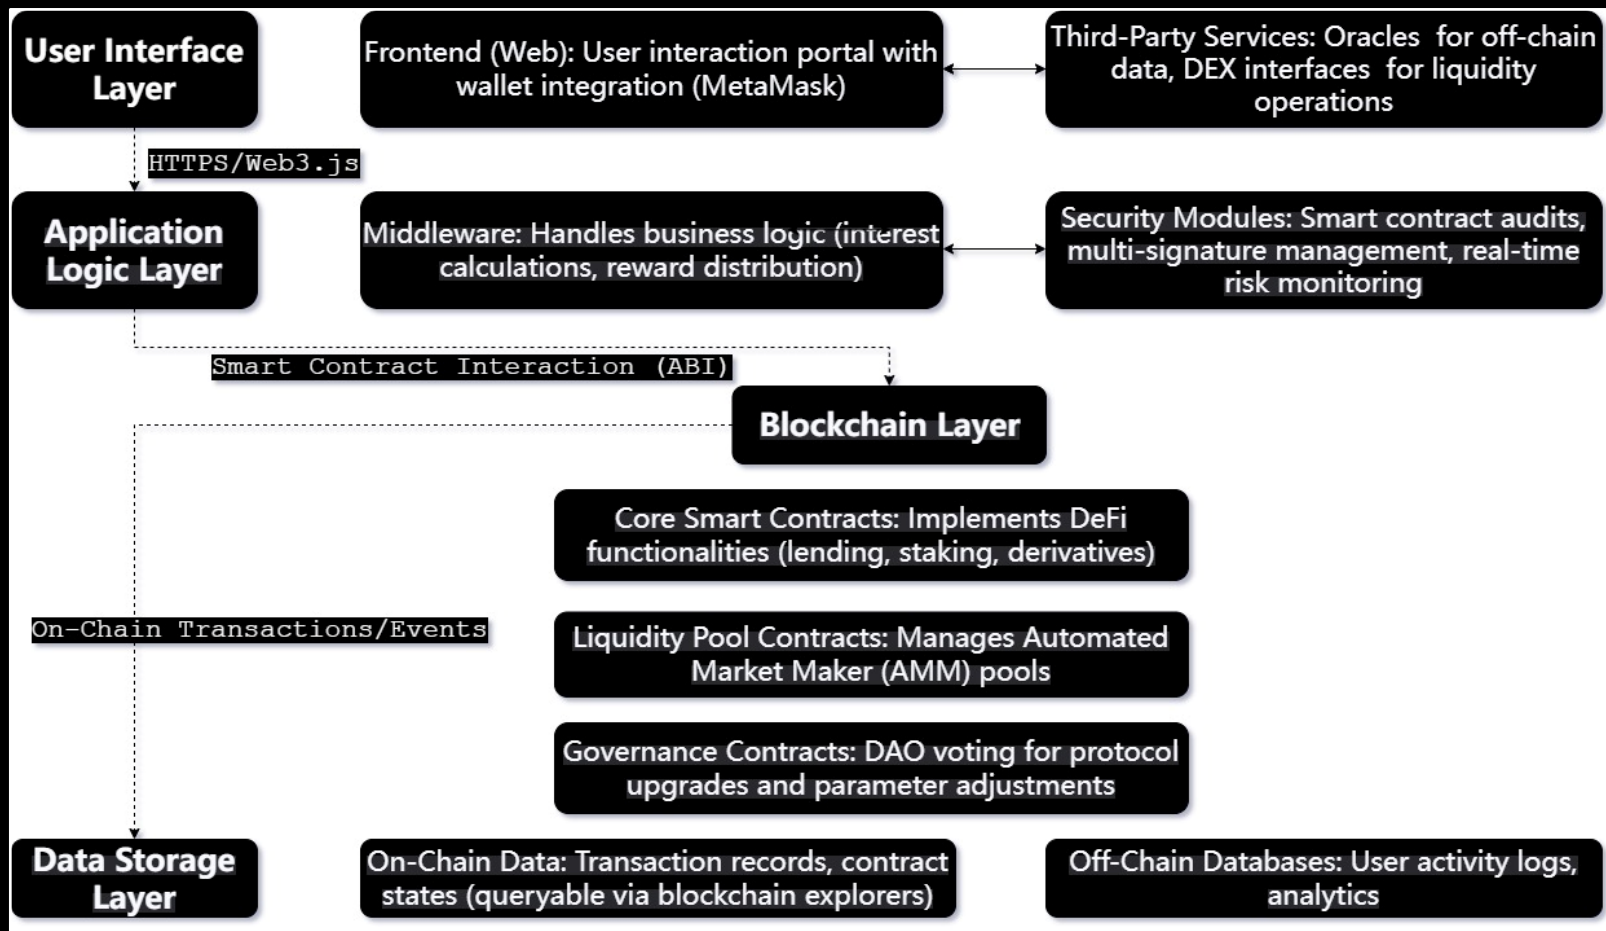 User Interface
Layer
Frontend (Web): User interaction portal with
wallet integration (MetaMask)
Third-Party Services: Oracles for off-chain
data, DEX interfaces for liquidity
operations
HTTPS/Web3.js
Application
Logic Layer
Middleware: Handles business logic (interest
calculations, reward distribution)
Security Modules: Smart contract audits,
multi-signature management, real-time
risk monitoring
Smart Contract Interaction (ABI)
Blockchain Layer
Core Smart Contracts: Implements DeFi
functionalities (lending, staking, derivatives)
On-Chain Transactions/Events
Liquidity Pool Contracts: Manages Automated
Market Maker (AMM) pools
Governance Contracts: DAO voting for protocol
upgrades and parameter adjustments
Data Storage
Layer
On-Chain Data: Transaction records, contract
states (queryable via blockchain explorers)
Off-Chain Databases: User activity logs,
analytics